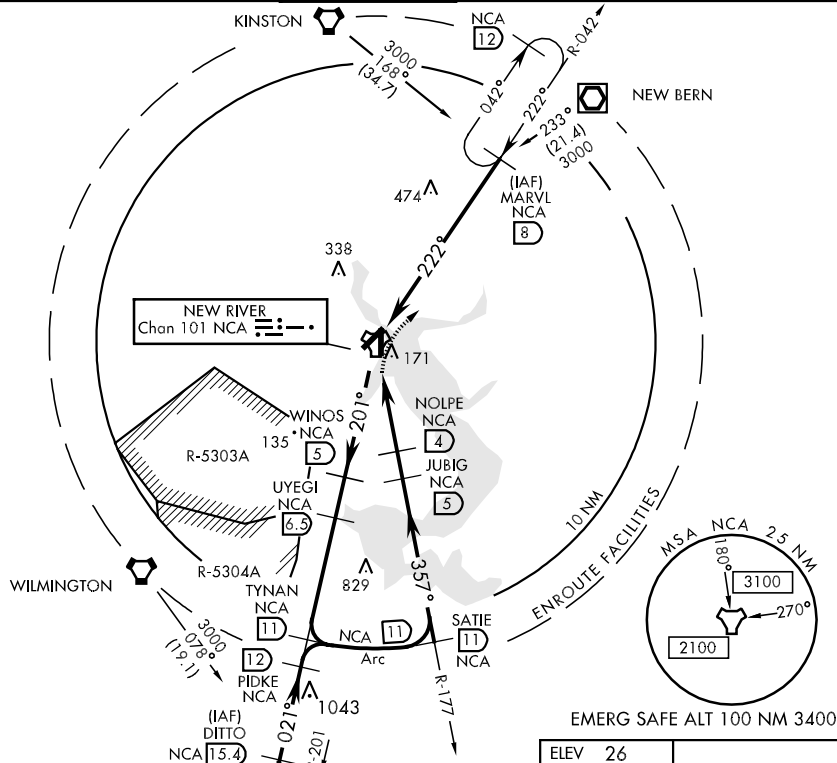 KINSTON
NCA
12
R-042
3000
168°
(34.7)
042°
222°
NEW BERN
233°
(21.4)
3000
(IAF)
MARVL
NCA
8
474
222°
338
NEW RIVER
Chan 101 NCA
171
201°
WINOS
NCA
5
135
R-5303A
NOLPE
NCA
4
JUBIG
NCA
5
UYEGI
NCA
6.5
10 NM
ENROUTE FACILITIES
R-5304A
WILMINGTON
829
357°
TYNAN
NCA
11
NCA 11
Arc
SATIE
11
NCA
3000
078°
(19.1)
12
PIDKE
NCA
1043
R-177
(IAF)
DITTO
NCA 15.4
021°
-201
MSA NCA 25 NM
180°
3100
270°
2100
EMERG SAFE ALT 100 NM 3400
ELEV 26